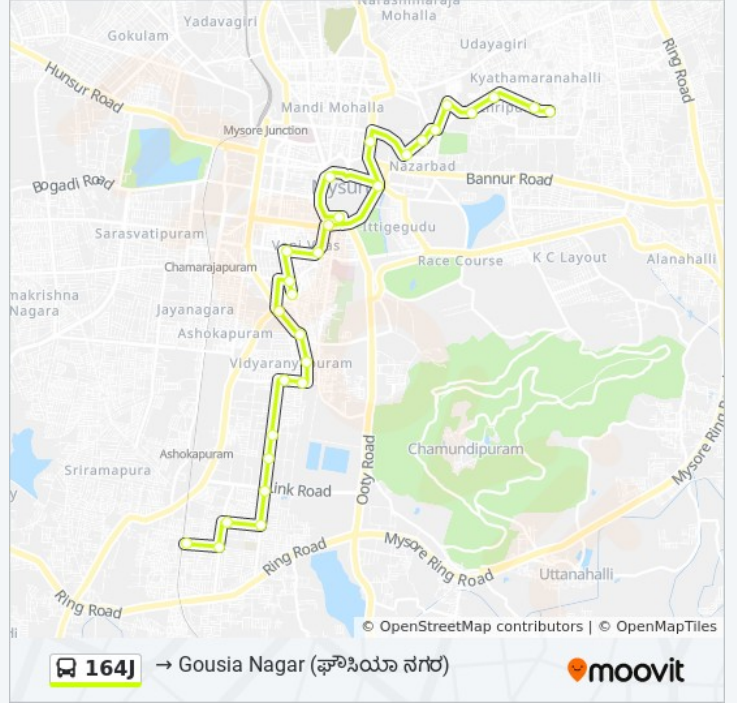 Narasimharaja
Mohalla
Yadavagiri
Gokulam
Udayagiri
Ring Road
Hunsur Road
Kyathamaranahalli
Mandi Mohalla
Mysore Junction
Nazarbad
Bannur Road
Bogadi Road
Mysuru
Ittigegudu
Sarasvatipuram
Race Course
K C Layout
Alanahalli
Chamarajapuram
makrishna
Nagara
Jayanagara
Ashokapuram
Vidyaranyapuram
Ashokapuram
Sriramapura
Chamundipuram
Ooty Road
Link Road
Mysore Ring R
Ring Road
Mysore Ring Road
Uttanahalli
Ring Road
© OpenStreetMap contributors | © OpenMapTiles
164J → Gousia Nagar (ಘೌಸಿಯಾ ನಗರ)
moovit